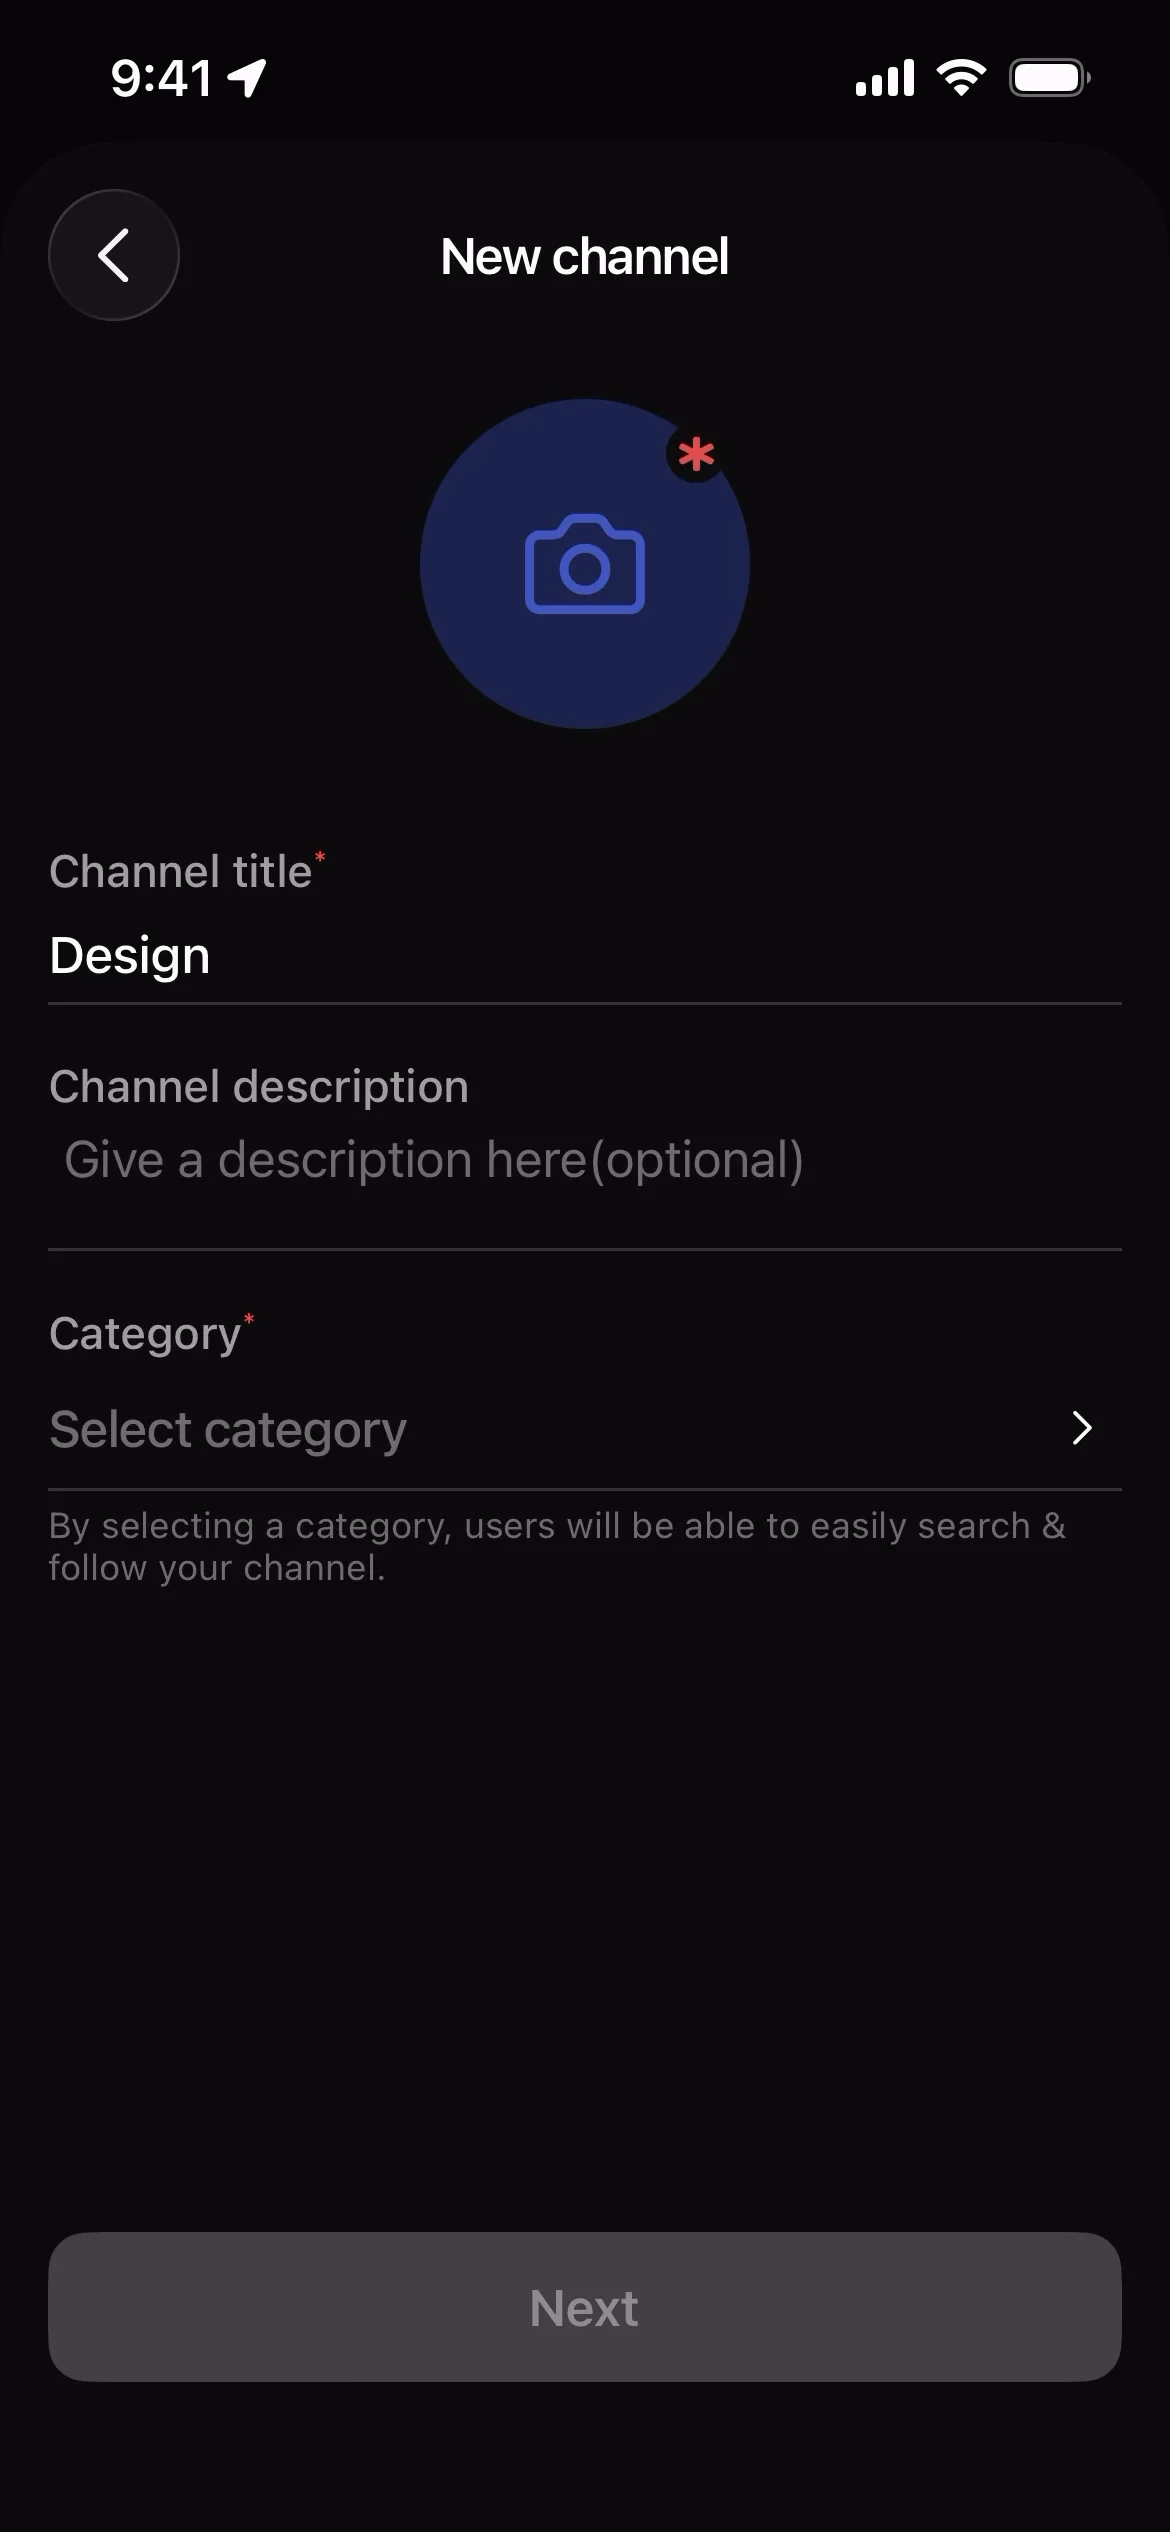 9:41
New channel
*
Channel title*
Design
Channel description
Give a description here(optional)
Category*
Select category
By selecting a category, users will be able to easily search &
follow your channel.
Next